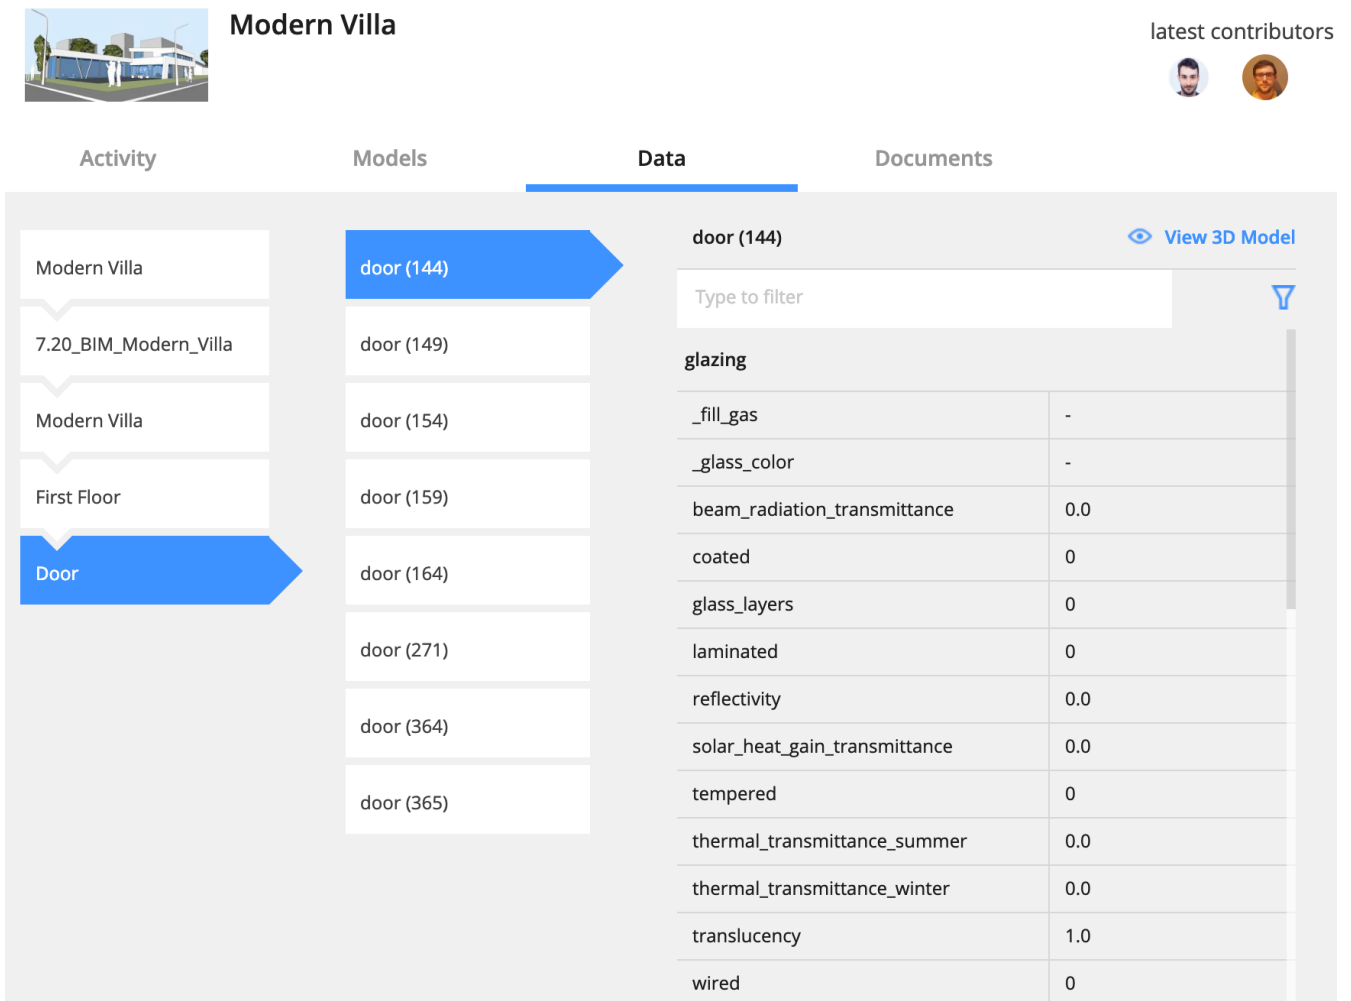 Modern Villa
latest contributors
Activity
Models
Data
Documents
Modern Villa
7.20_BIM_Modern_Villa
Modern Villa
First Floor
Door
door (144)
door (149)
door (154)
door (159)
door (164)
door (271)
door (364)
door (365)
door (144)
View 3D Model
Type to filter
glazing
_fill_gas -
_glass_color -
beam_radiation_transmittance 0.0
coated 0
glass_layers 0
laminated 0
reflectivity 0.0
solar_heat_gain_transmittance 0.0
tempered 0
thermal_transmittance_summer 0.0
thermal_transmittance_winter 0.0
translucency 1.0
wired 0